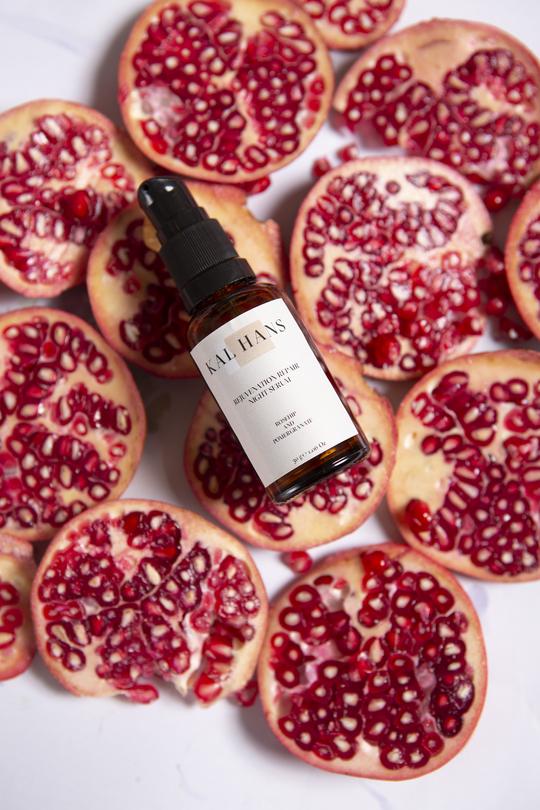 KAL HANS
REJUVENATION REPAIR
NIGHT SERUM
ROSEHIP
AND
POMEGRANATE